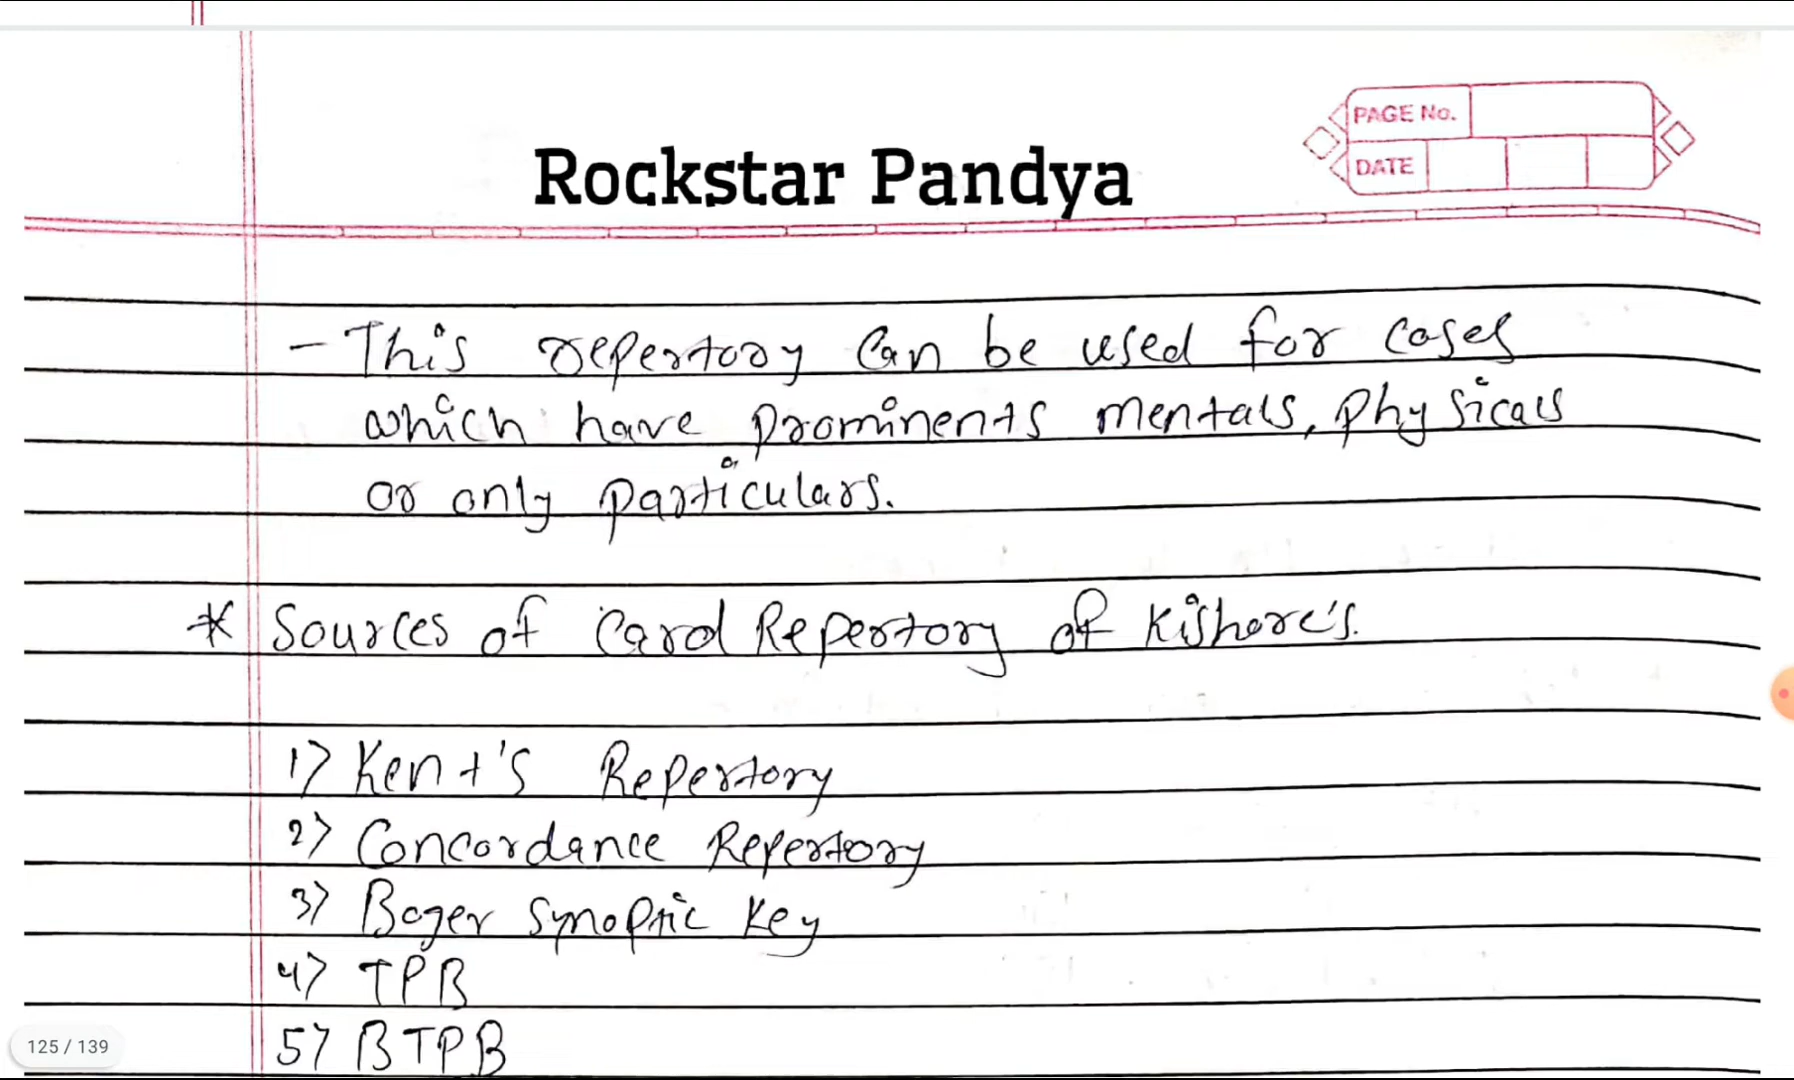 PAGE No.
DATE
Rockstar Pandya
- This repertory can be used for cases
which have prominents mentals, physicals
or only particulars.
* Sources of Card Repertory of Kishore's.
1) Kent's Repertory
2) Concordance Repertory
3) Boger Synoptic Key
4) TPB
5) BTPB
125 / 139